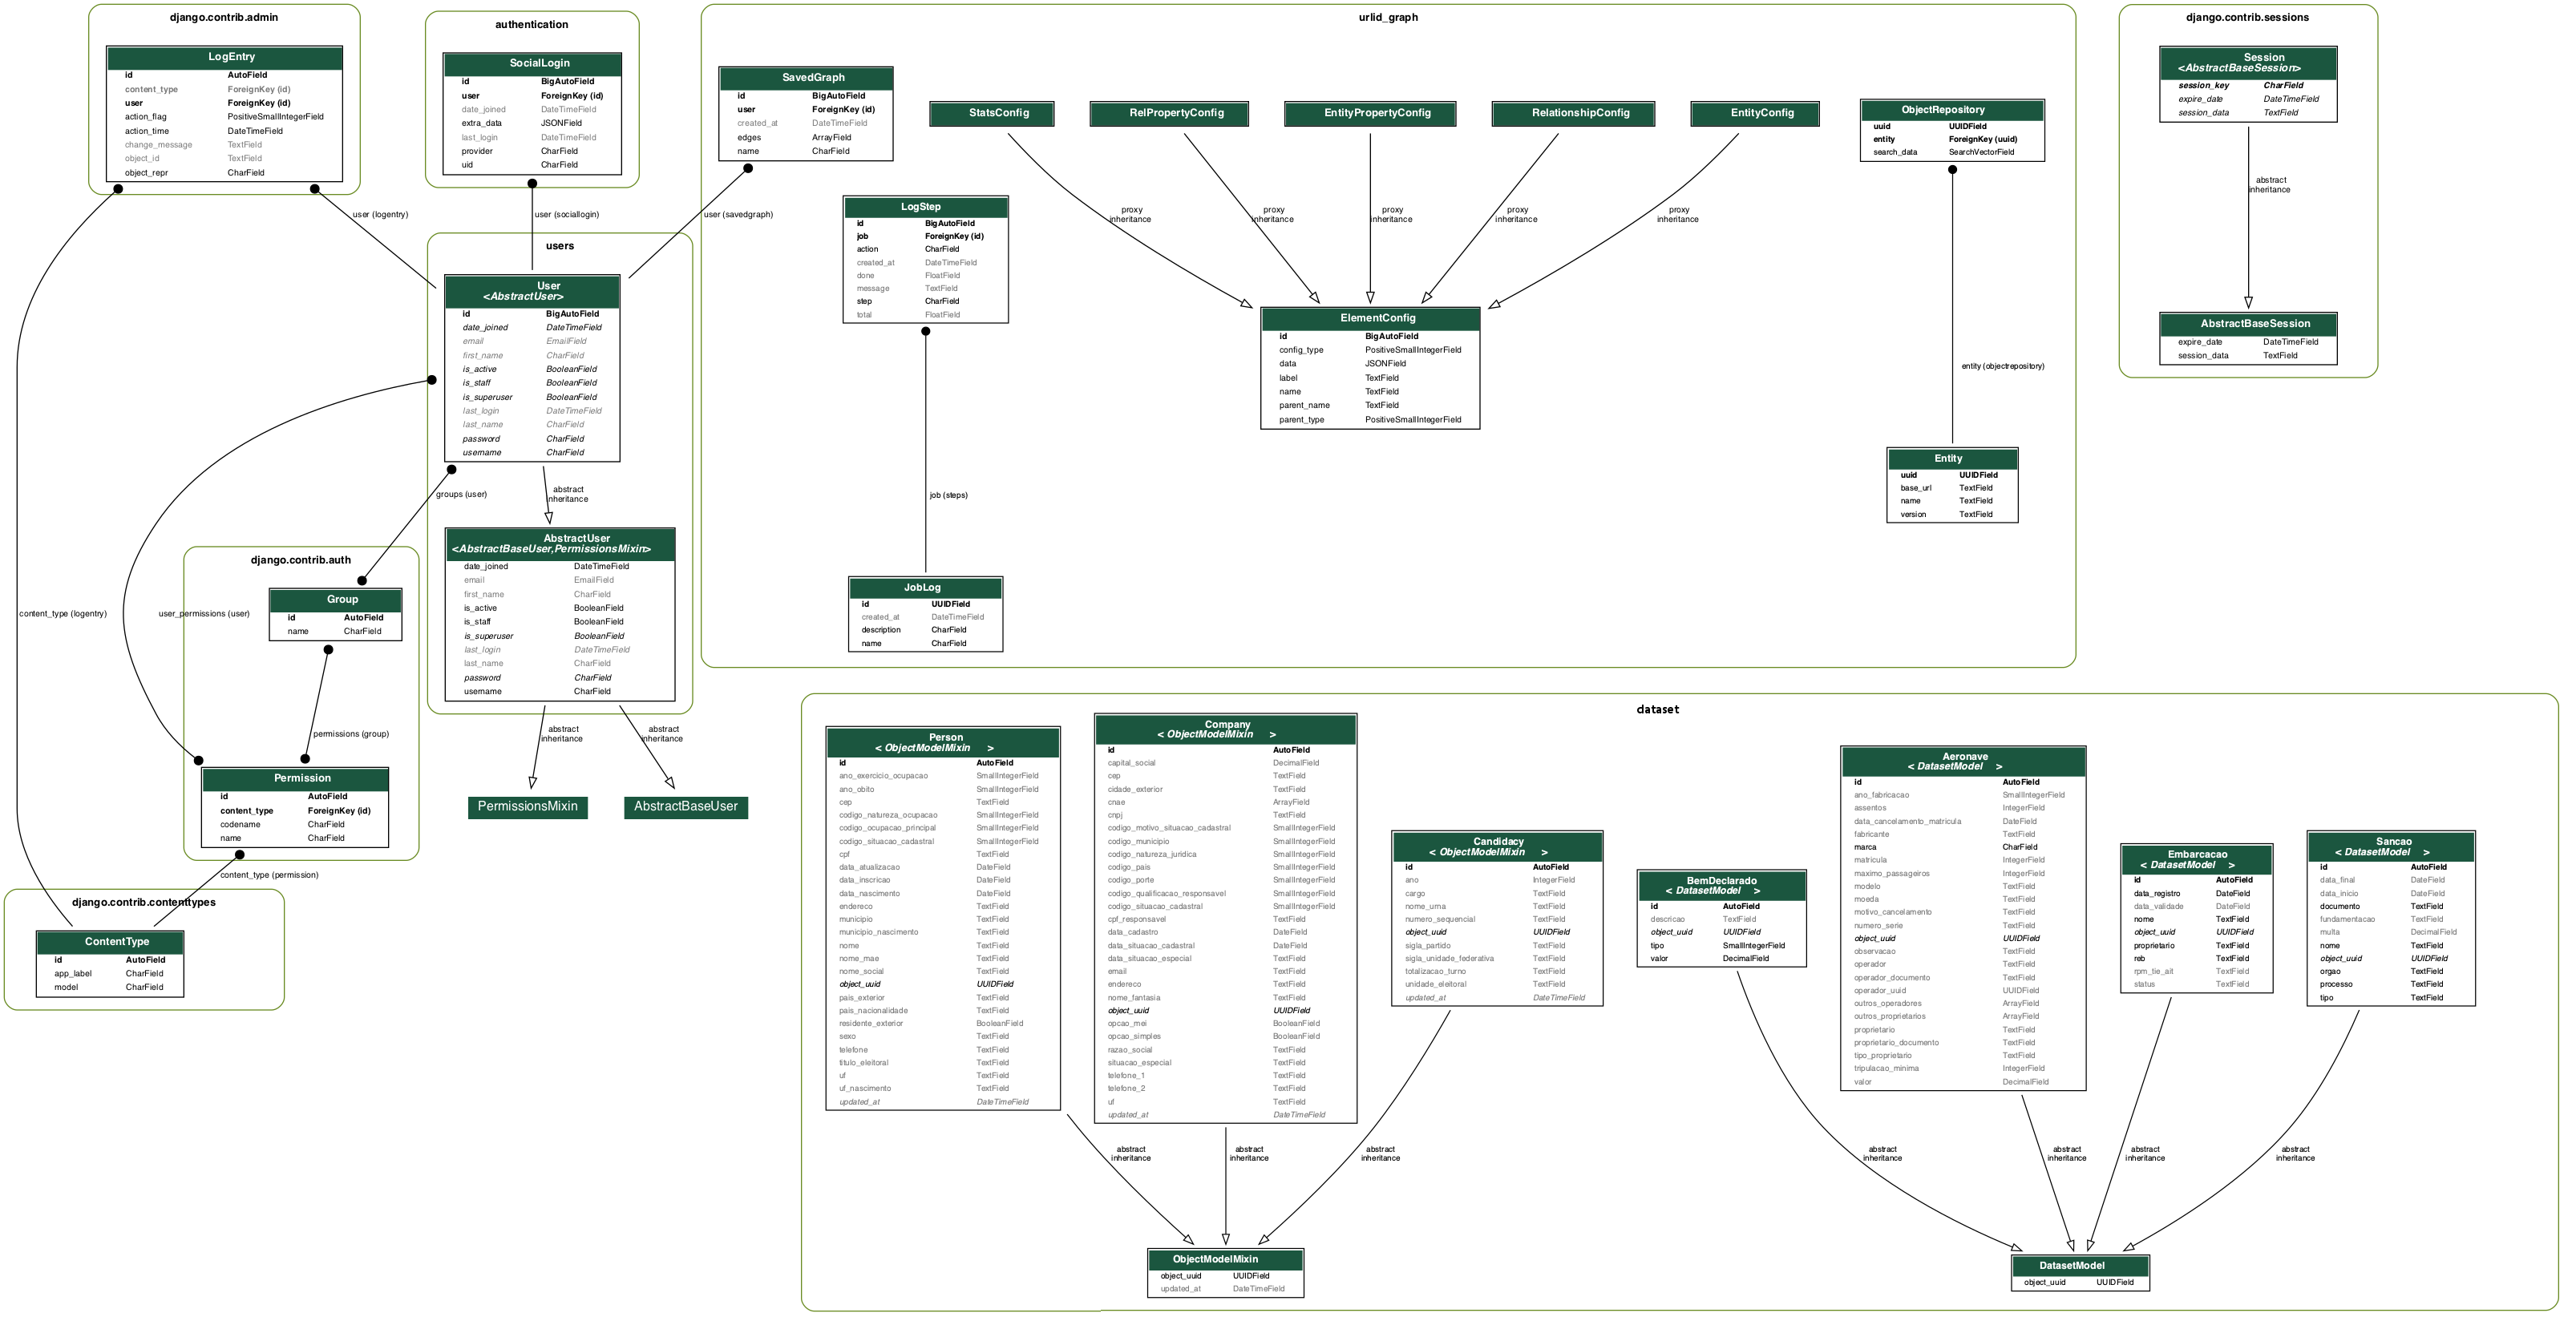 django.contrib.admin
LogEntry
id AutoField
content_type ForeignKey (id)
user ForeignKey (id)
action_flag PositiveSmallIntegerField
action_time DateTimeField
change_message TextField
object_id TextField
object_repr CharField
authentication
SocialLogin
id BigAutoField
user ForeignKey (id)
date_joined DateTimeField
extra_data JSONField
last_login DateTimeField
provider CharField
uid CharField
urlid_graph
SavedGraph
id BigAutoField
user ForeignKey (id)
created_at DateTimeField
edges ArrayField
name CharField
StatsConfig
RelPropertyConfig
EntityPropertyConfig
RelationshipConfig
EntityConfig
ObjectRepository
uuid UUIDField
entity ForeignKey (uuid)
search_data SearchVectorField
django.contrib.sessions
Session
<AbstractBaseSession>
session_key CharField
expire_date DateTimeField
session_data TextField
user (logentry)
user (sociallogin)
user (savedgraph)
proxy
inheritance
proxy
inheritance
proxy
inheritance
proxy
inheritance
proxy
inheritance
abstract
inheritance
LogStep
id BigAutoField
job ForeignKey (id)
action CharField
created_at DateTimeField
done FloatField
message TextField
step CharField
total FloatField
users
User
<AbstractUser>
id BigAutoField
date_joined DateTimeField
email EmailField
first_name CharField
is_active BooleanField
is_staff BooleanField
is_superuser BooleanField
last_login DateTimeField
last_name CharField
password CharField
username CharField
ElementConfig
id BigAutoField
config_type PositiveSmallIntegerField
data JSONField
label TextField
name TextField
parent_name TextField
parent_type PositiveSmallIntegerField
AbstractBaseSession
expire_date DateTimeField
session_data TextField
entity (objectrepository)
Entity
uuid UUIDField
base_url TextField
name TextField
version TextField
groups (user)
abstract
inheritance
job (steps)
AbstractUser
<AbstractBaseUser,PermissionsMixin>
date_joined DateTimeField
email EmailField
first_name CharField
is_active BooleanField
is_staff BooleanField
is_superuser BooleanField
last_login DateTimeField
last_name CharField
password CharField
username CharField
django.contrib.auth
Group
id AutoField
name CharField
content_type (logentry)
user_permissions (user)
JobLog
id UUIDField
created_at DateTimeField
description CharField
name CharField
permissions (group)
abstract
inheritance
abstract
inheritance
Permission
id AutoField
content_type ForeignKey (id)
codename CharField
name CharField
PermissionsMixin
AbstractBaseUser
content_type (permission)
django.contrib.contenttypes
ContentType
id AutoField
app_label CharField
model CharField
dataset
Person
< ObjectModelMixin >
id AutoField
ano_exercicio_ocupacao SmallIntegerField
ano_obito SmallIntegerField
cep TextField
codigo_natureza_ocupacao SmallIntegerField
codigo_ocupacao_principal SmallIntegerField
codigo_situacao_cadastral SmallIntegerField
cpf TextField
data_atualizacao DateField
data_inscricao DateField
data_nascimento DateField
endereco TextField
municipio TextField
municipio_nascimento TextField
nome TextField
nome_mae TextField
nome_social TextField
object_uuid UUIDField
pais_exterior TextField
pais_nacionalidade TextField
residente_exterior BooleanField
sexo TextField
telefone TextField
titulo_eleitoral TextField
uf TextField
uf_nascimento TextField
updated_at DateTimeField
Company
< ObjectModelMixin >
id AutoField
capital_social DecimalField
cep TextField
cidade_exterior TextField
cnae ArrayField
cnpj TextField
codigo_motivo_situacao_cadastral SmallIntegerField
codigo_municipio SmallIntegerField
codigo_natureza_juridica SmallIntegerField
codigo_pais SmallIntegerField
codigo_porte SmallIntegerField
codigo_qualificacao_responsavel SmallIntegerField
codigo_situacao_cadastral SmallIntegerField
cpf_responsavel TextField
data_cadastro DateField
data_situacao_cadastral DateField
data_situacao_especial TextField
email TextField
endereco TextField
nome_fantasia TextField
object_uuid UUIDField
opcao_mei BooleanField
opcao_simples BooleanField
razao_social TextField
situacao_especial TextField
telefone_1 TextField
telefone_2 TextField
uf TextField
updated_at DateTimeField
Candidacy
< ObjectModelMixin >
id AutoField
ano IntegerField
cargo TextField
nome_urna TextField
numero_sequencial TextField
object_uuid UUIDField
sigla_partido TextField
sigla_unidade_federativa TextField
totalizacao_turno TextField
unidade_eleitoral TextField
updated_at DateTimeField
BemDeclarado
< DatasetModel >
id AutoField
descricao TextField
object_uuid UUIDField
tipo SmallIntegerField
valor DecimalField
Aeronave
< DatasetModel >
id AutoField
ano_fabricacao SmallIntegerField
assentos IntegerField
data_cancelamento_matricula DateField
fabricante TextField
marca CharField
matricula IntegerField
maximo_passageiros IntegerField
modelo TextField
moeda TextField
motivo_cancelamento TextField
numero_serie TextField
object_uuid UUIDField
observacao TextField
operador TextField
operador_documento TextField
operador_uuid UUIDField
outros_operadores ArrayField
outros_proprietarios ArrayField
proprietario TextField
proprietario_documento TextField
tipo_proprietario TextField
tripulacao_minima IntegerField
valor DecimalField
Embarcacao
< DatasetModel >
id AutoField
data_registro DateField
data_validade DateField
nome TextField
object_uuid UUIDField
proprietario TextField
reb TextField
rpm_tie_ait TextField
status TextField
Sancao
< DatasetModel >
id AutoField
data_final DateField
data_inicio DateField
documento TextField
fundamentacao TextField
multa DecimalField
nome TextField
object_uuid UUIDField
orgao TextField
processo TextField
tipo TextField
abstract
inheritance
abstract
inheritance
abstract
inheritance
abstract
inheritance
abstract
inheritance
abstract
inheritance
abstract
inheritance
ObjectModelMixin
object_uuid UUIDField
updated_at DateTimeField
DatasetModel
object_uuid UUIDField